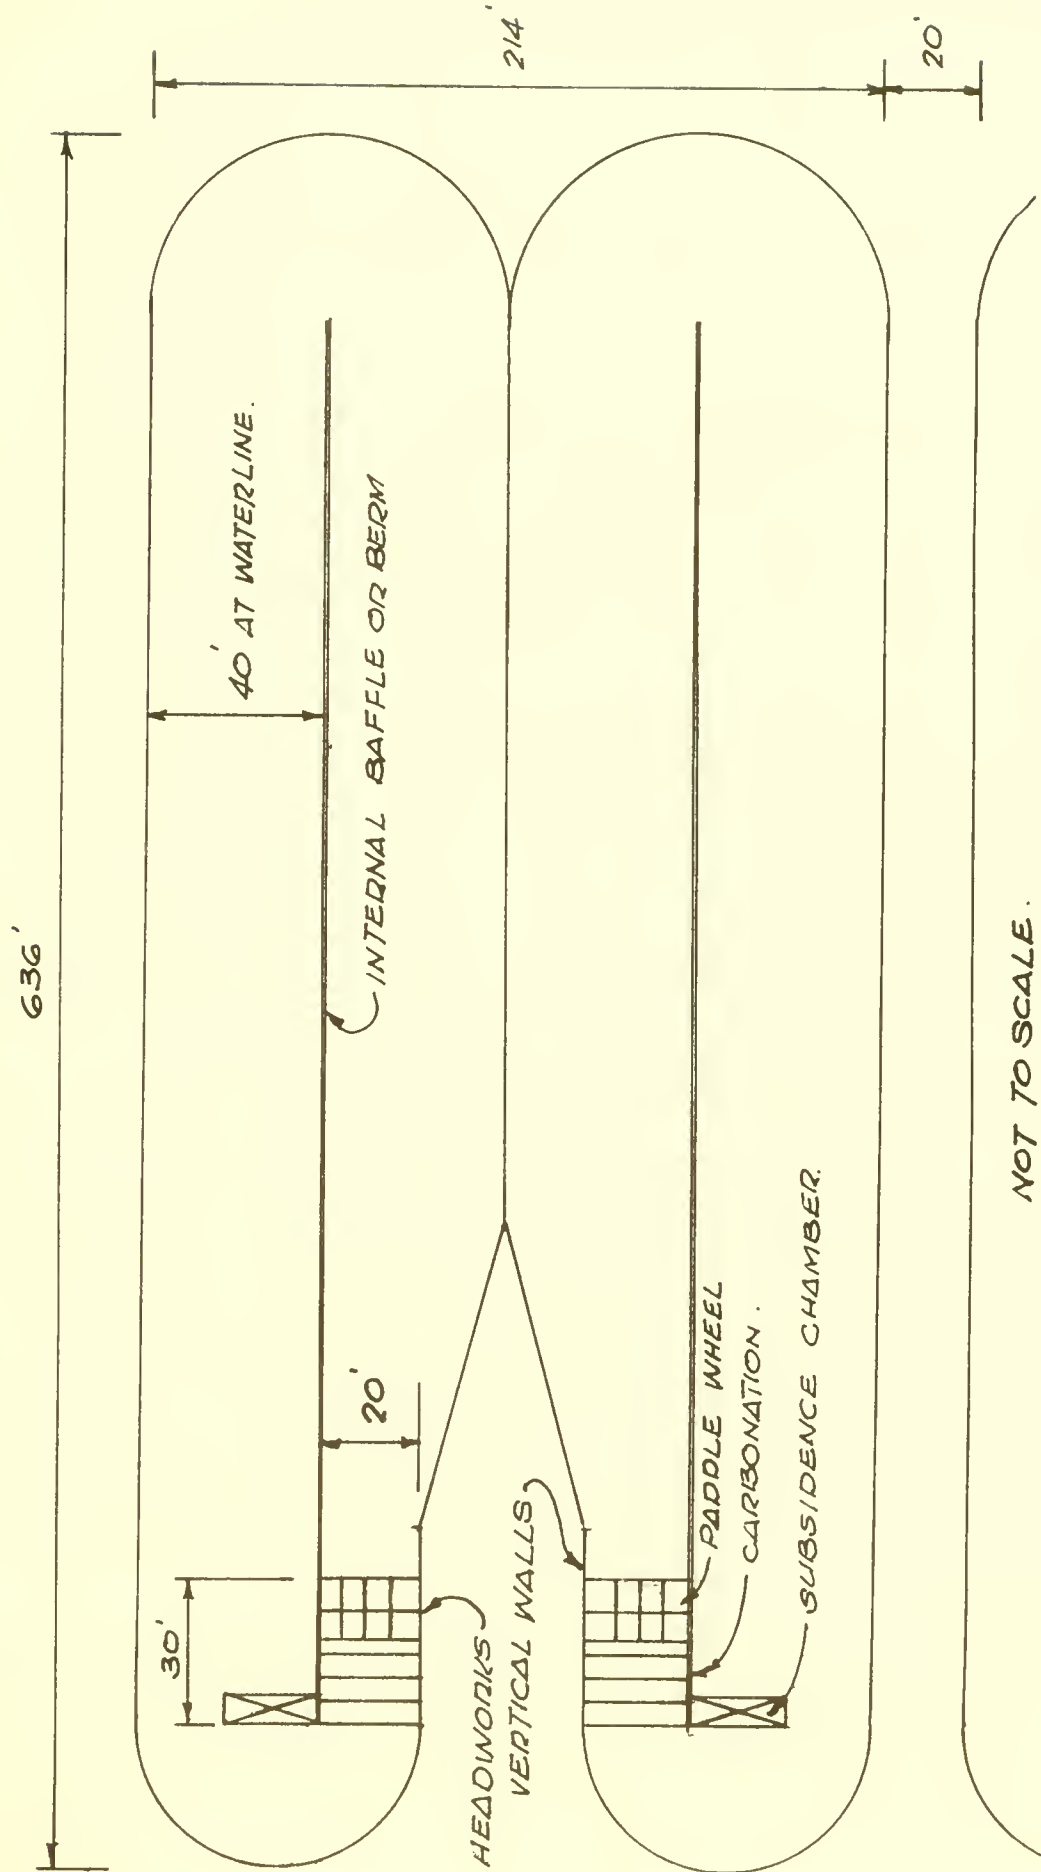 636'
214'
20'
40' AT WATERLINE.
INTERNAL BAFFLE OR BERM
20'
30'
HEADWORKS
VERTICAL WALLS
PADDLE WHEEL
CARBONATION.
SUBSIDENCE CHAMBER.
NOT TO SCALE.